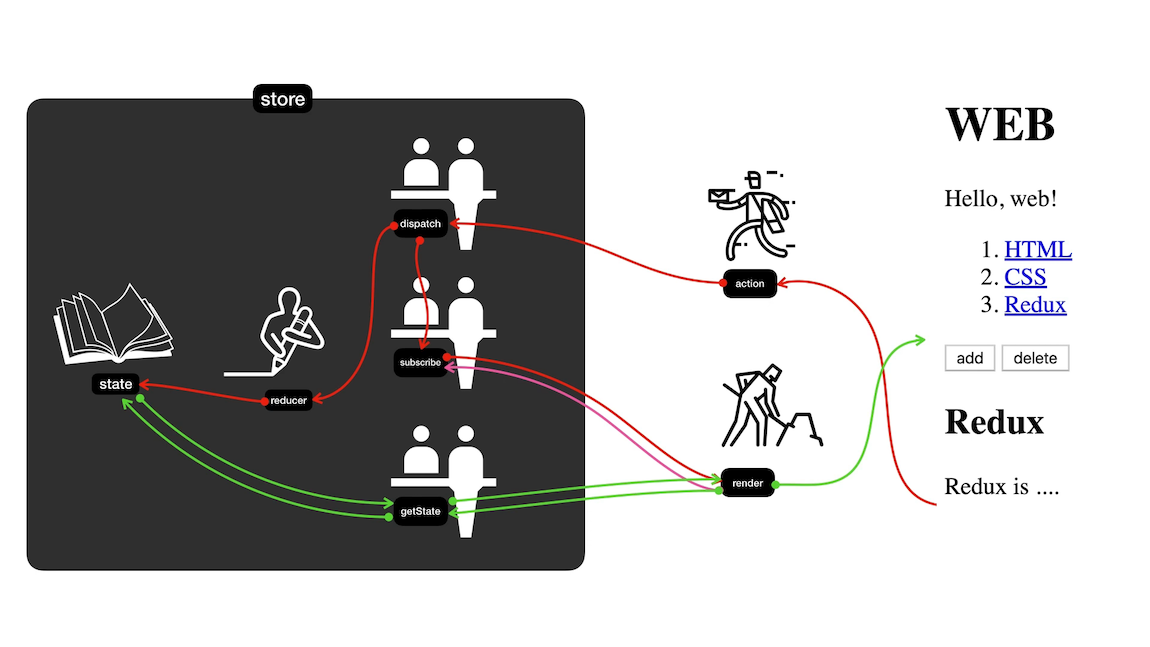 store
dispatch
subscribe
state
reducer
getState
action
render
WEB
Hello, web!
1. HTML
2. CSS
3. Redux
add delete
Redux
Redux is ....